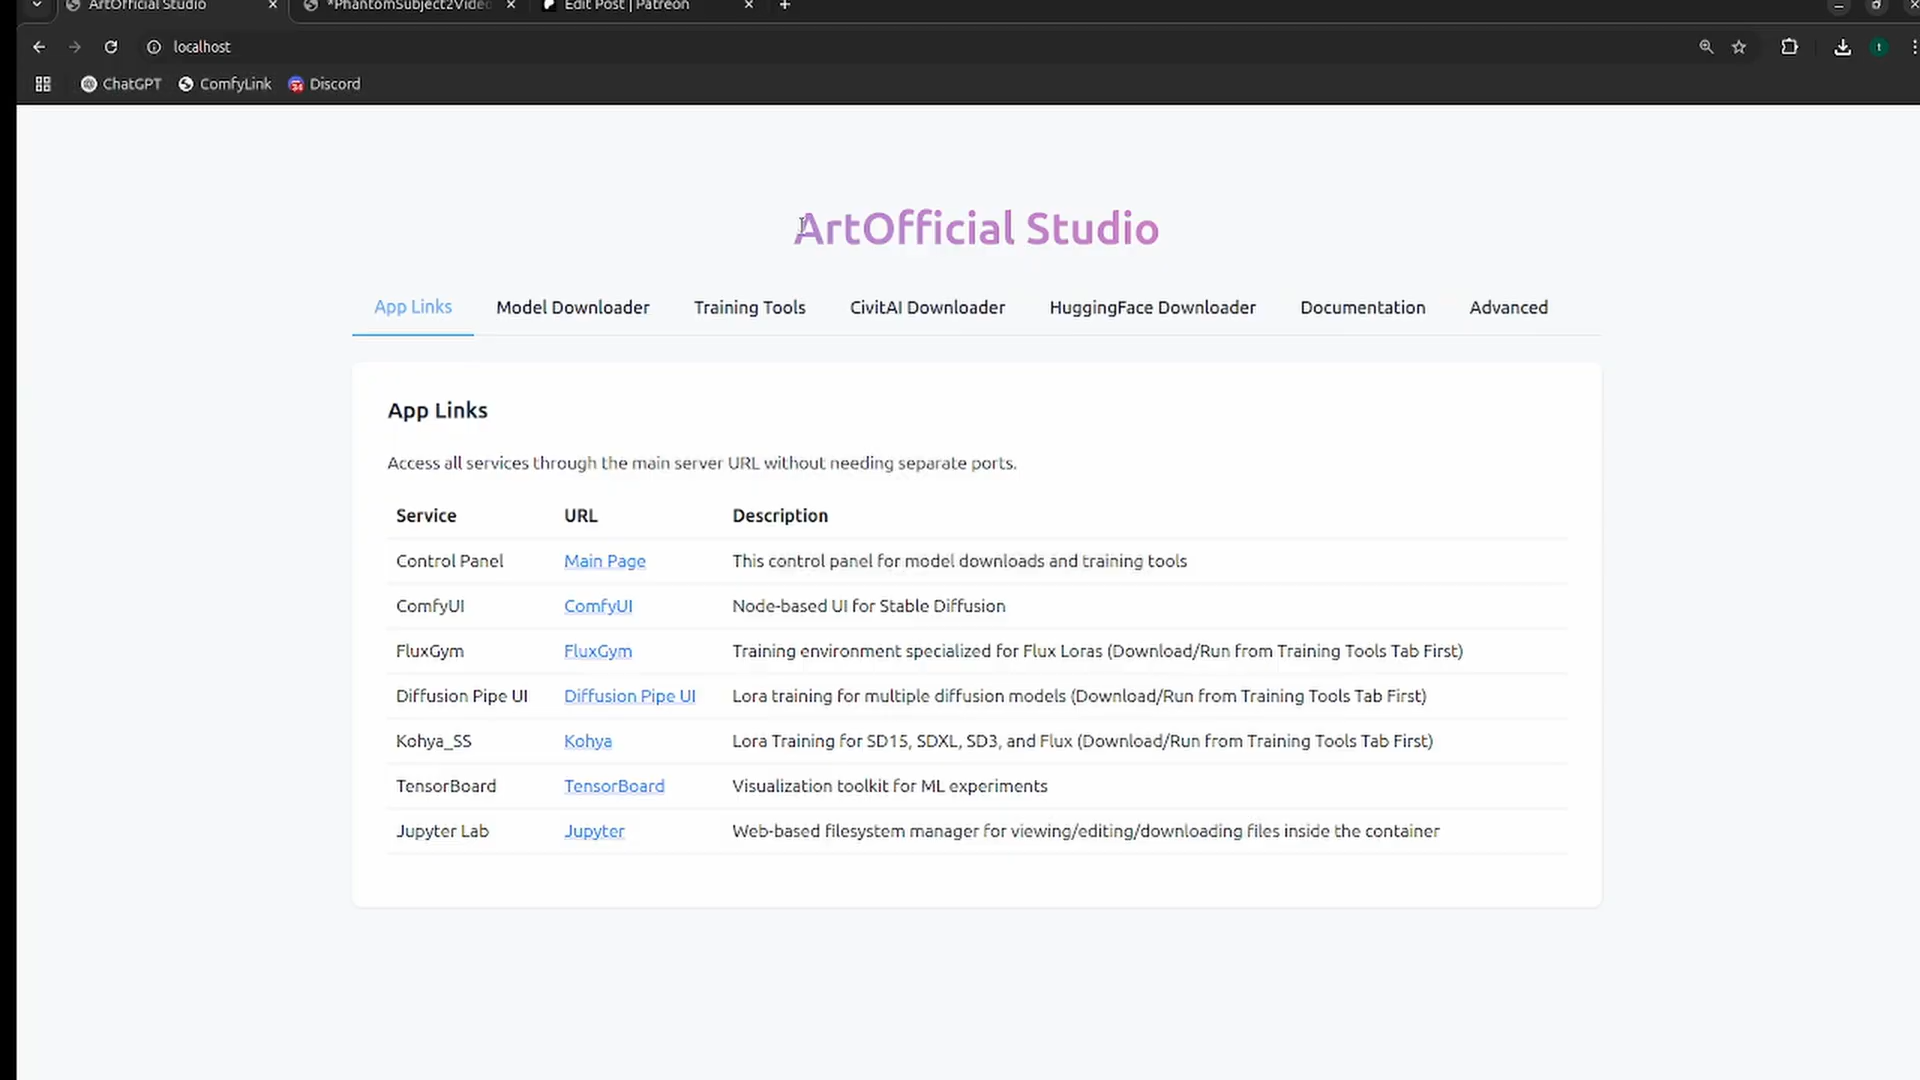 ArtOfficial Studio
*PhantomSubject2Video
Edit Post | Patreon
localhost
t
ChatGPT
ComfyLink
Discord
ArtOfficial Studio
App Links Model Downloader Training Tools CivitAI Downloader HuggingFace Downloader Documentation Advanced
App Links
Access all services through the main server URL without needing separate ports.
Service URL Description
Control Panel Main Page This control panel for model downloads and training tools
ComfyUI ComfyUI Node-based UI for Stable Diffusion
FluxGym FluxGym Training environment specialized for Flux Loras (Download/Run from Training Tools Tab First)
Diffusion Pipe UI Diffusion Pipe UI Lora training for multiple diffusion models (Download/Run from Training Tools Tab First)
Kohya_SS Kohya Lora Training for SD15, SDXL, SD3, and Flux (Download/Run from Training Tools Tab First)
TensorBoard TensorBoard Visualization toolkit for ML experiments
Jupyter Lab Jupyter Web-based filesystem manager for viewing/editing/downloading files inside the container